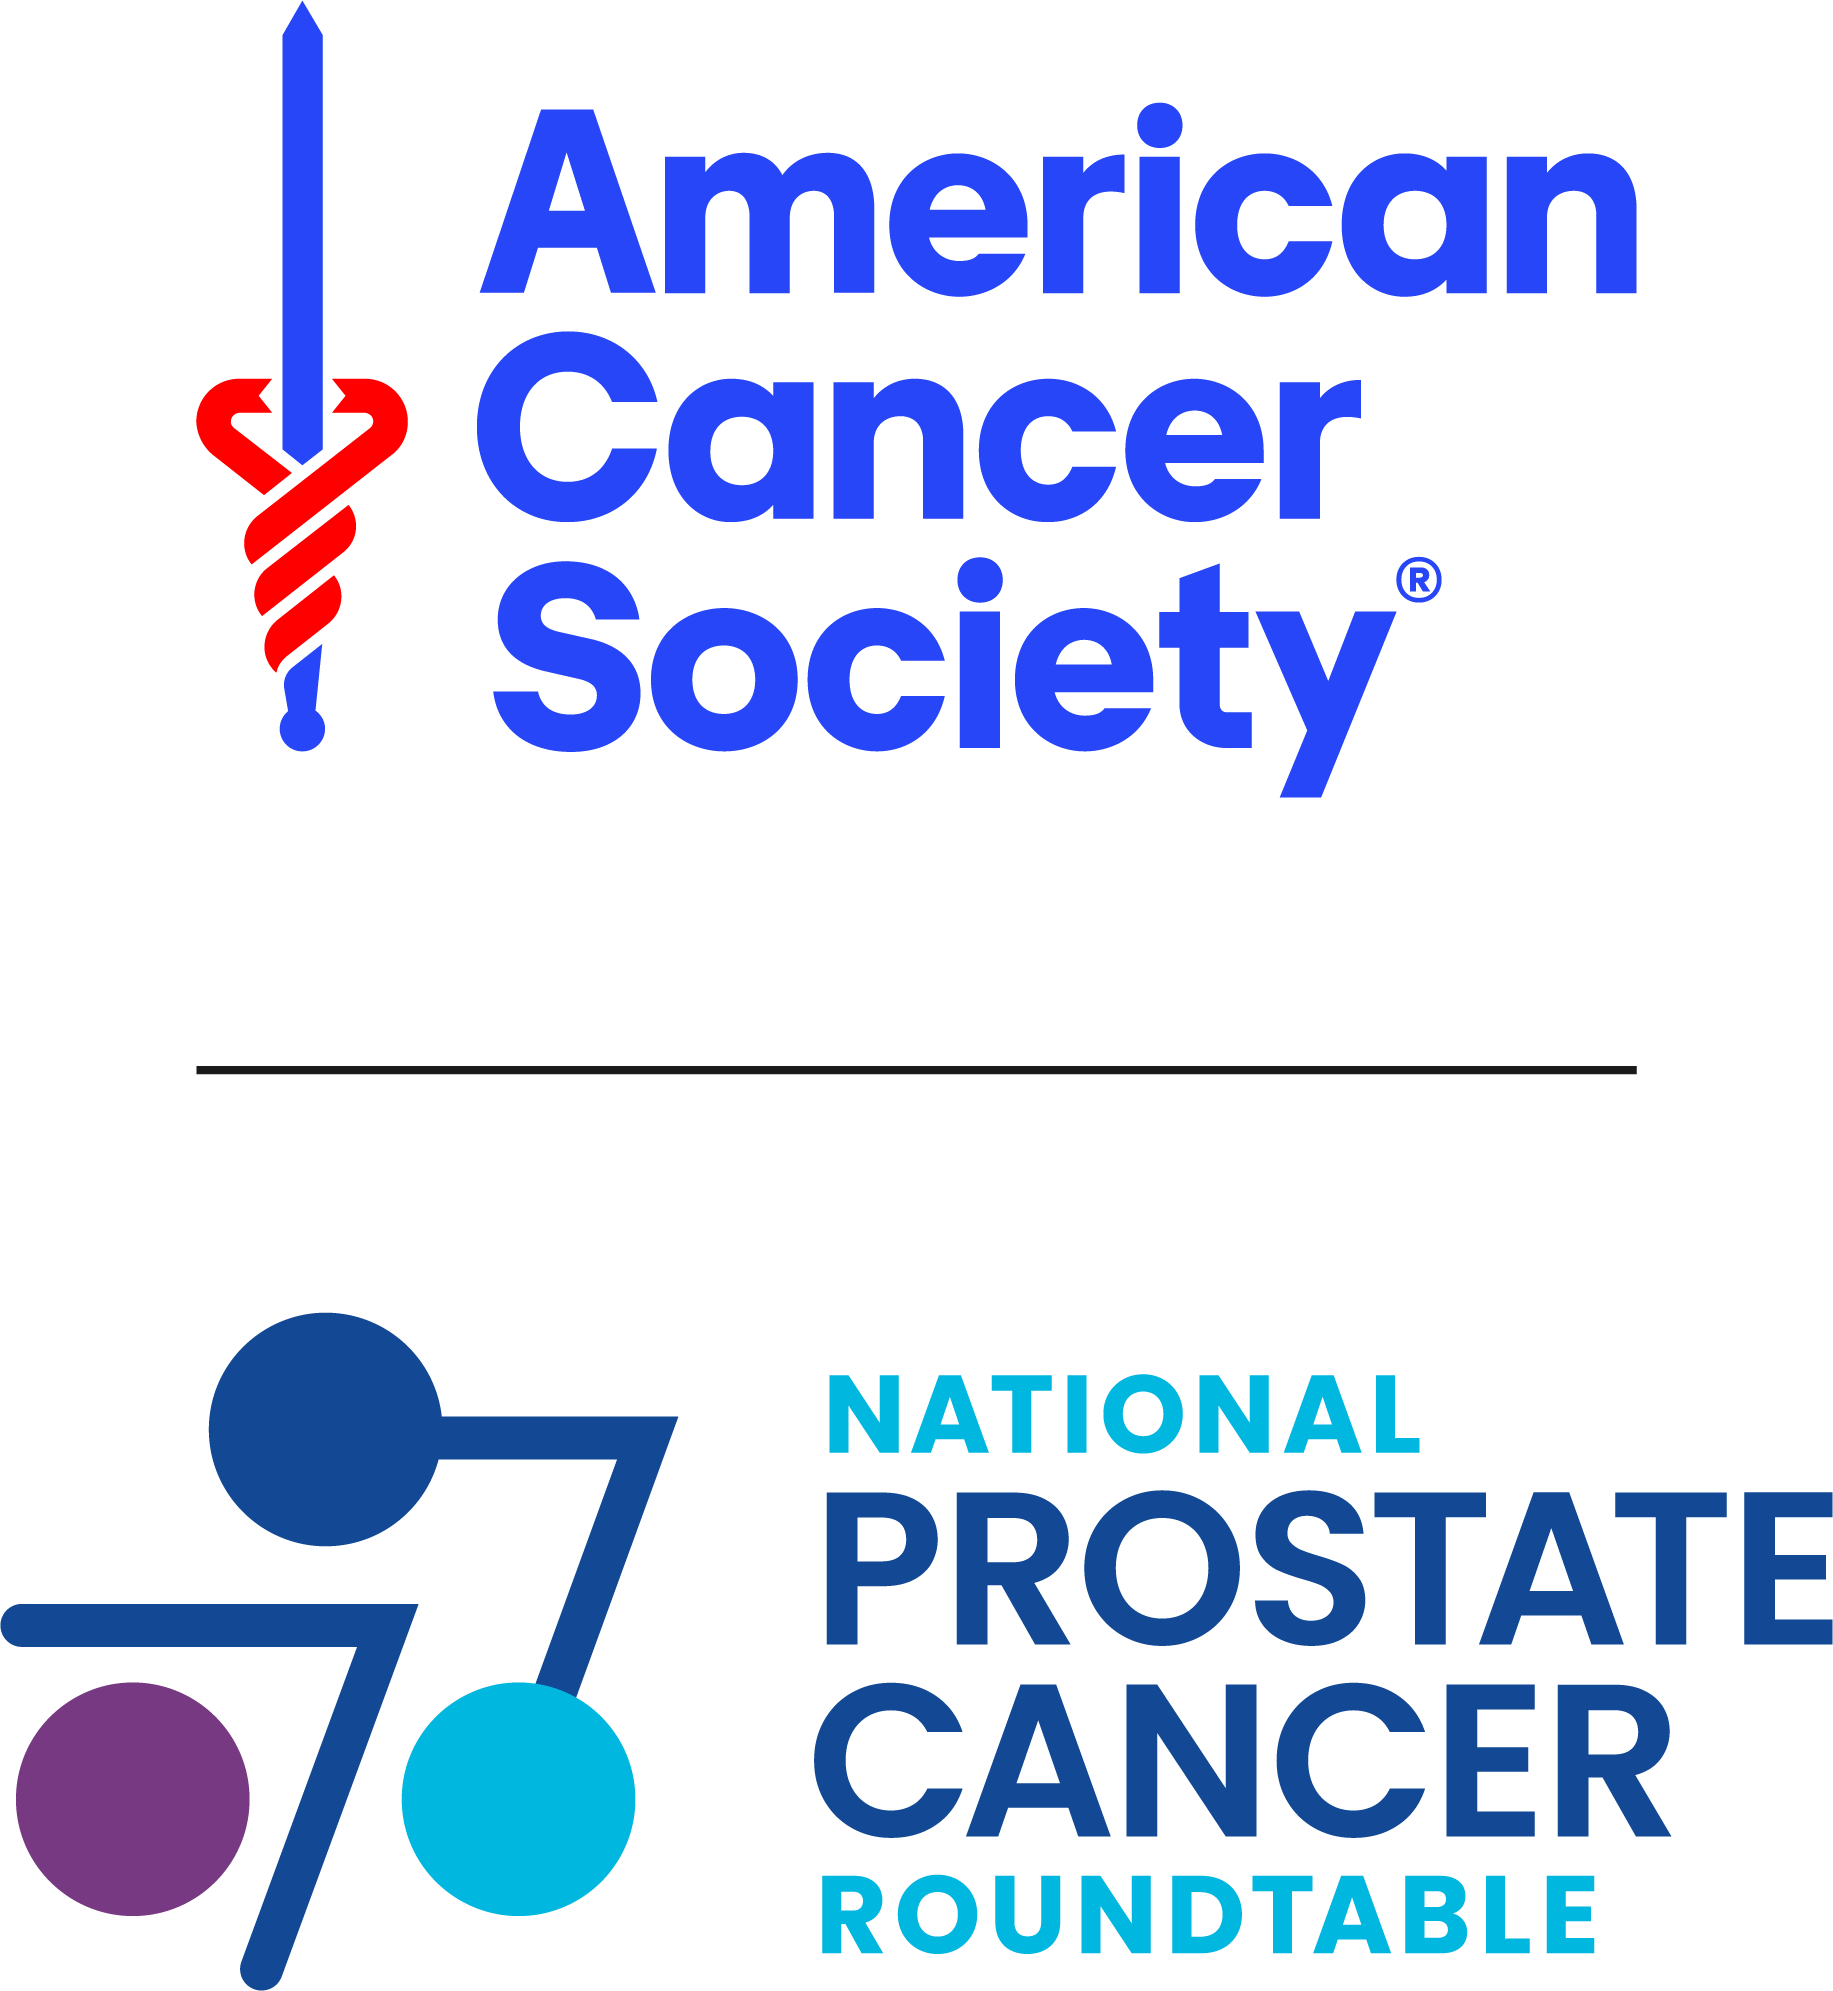 American
Cancer
Society®
NATIONAL
PROSTATE
CANCER
ROUNDTABLE